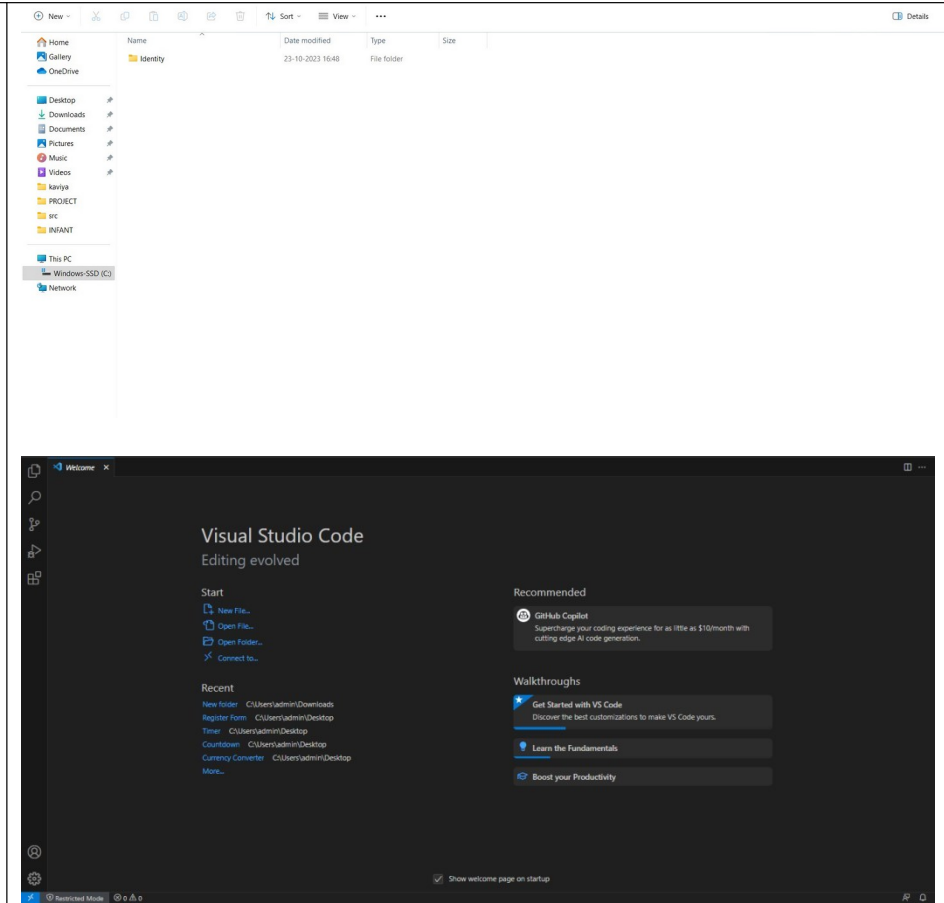 New Sort View ... Details
Name Date modified Type Size
Identity 23-10-2023 16:48 File folder
Home
Gallery
OneDrive
Desktop
Downloads
Documents
Pictures
Music
Videos
kaviya
PROJECT
src
INFANT
This PC
Windows-SSD (C:)
Network
Welcome
Visual Studio Code
Editing evolved
Start
New File...
Open File...
Open Folder...
Connect to...
Recent
New folder C:\Users\admin\Downloads
Register Form C:\Users\admin\Desktop
Timer C:\Users\admin\Desktop
Countdown C:\Users\admin\Desktop
Currency Converter C:\Users\admin\Desktop
More...
Recommended
GitHub Copilot
Supercharge your coding experience for as little as $10/month with
cutting edge AI code generation.
Walkthroughs
Get Started with VS Code
Discover the best customizations to make VS Code yours.
Learn the Fundamentals
Boost your Productivity
Show welcome page on startup
Restricted Mode 0 0